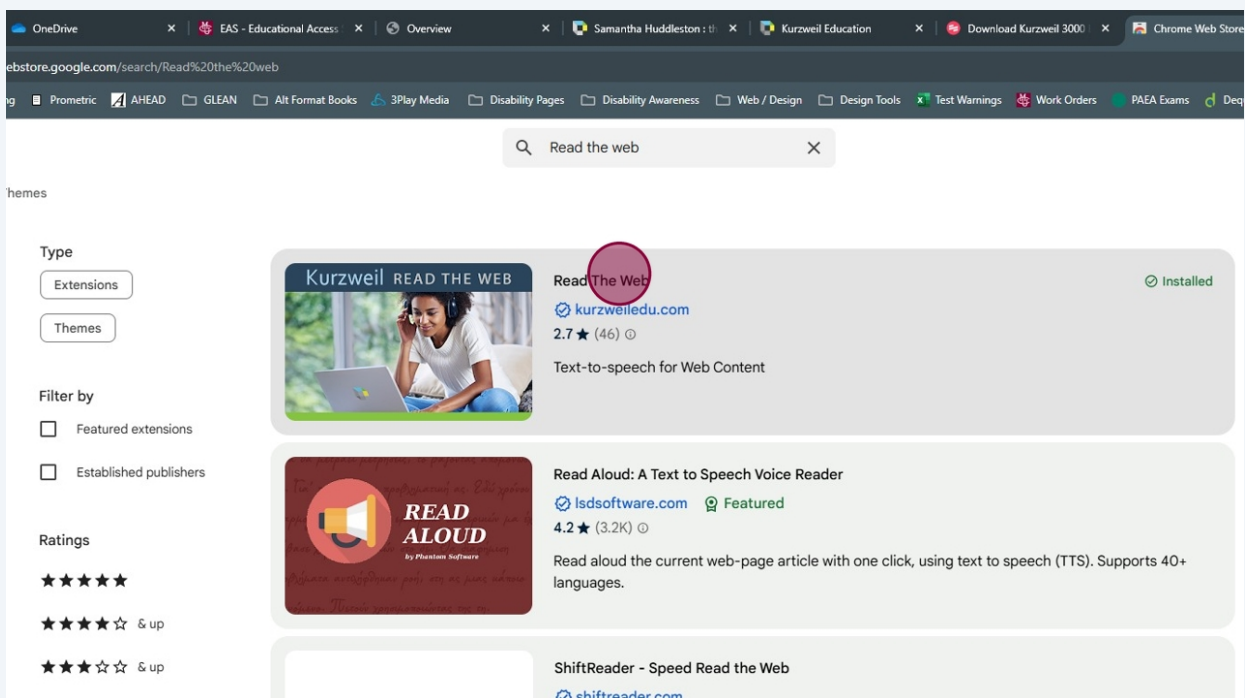 OneDrive
EAS - Educational Access
Overview
Samantha Huddleston : th
Kurzweil Education
Download Kurzweil 3000
Chrome Web Store
ebstore.google.com/search/Read%20the%20web
ng
Prometric
AHEAD
GLEAN
Alt Format Books
3Play Media
Disability Pages
Disability Awareness
Web / Design
Design Tools
Test Warnings
Work Orders
PAEA Exams
Deq
Read the web
Themes
Type
Extensions
Themes
Filter by
Featured extensions
Established publishers
Ratings
& up
& up
Kurzweil READ THE WEB
Read The Web
Installed
kurzweiledu.com
2.7 ★ (46)
Text-to-speech for Web Content
READ
ALOUD
by Phantom Software
Read Aloud: A Text to Speech Voice Reader
lsdsoftware.com Featured
4.2 ★ (3.2K)
Read aloud the current web-page article with one click, using text to speech (TTS). Supports 40+
languages.
ShiftReader - Speed Read the Web
shiftreader.com